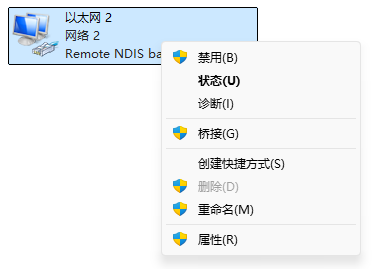 以太网 2
网络 2
Remote NDIS ba
禁用(B)
状态(U)
诊断(I)
桥接(G)
创建快捷方式(S)
删除(D)
重命名(M)
属性(R)